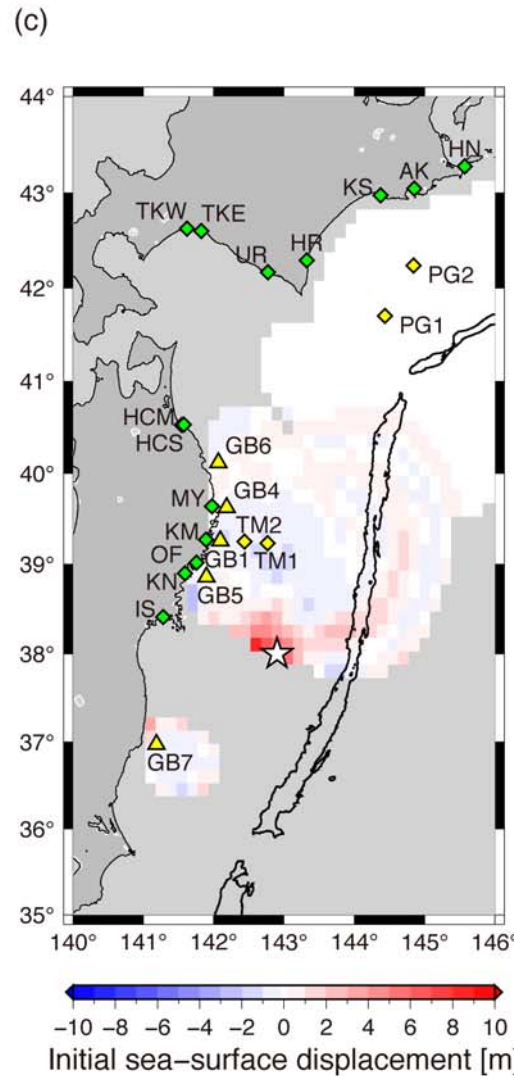 (c)
44°
HN
AK
43°
KS
TKW
TKE
HR
UR
PG2
42°
PG1
41°
HCM
HCS
GB6
40°
MY
GB4
KM
TM2
39°
OF
GB1
TM1
KN
GB5
IS
38°
37°
GB7
36°
35°
140° 141° 142° 143° 144° 145° 146°
−10 −8 −6 −4 −2 0 2 4 6 8 10
Initial sea−surface displacement [m]